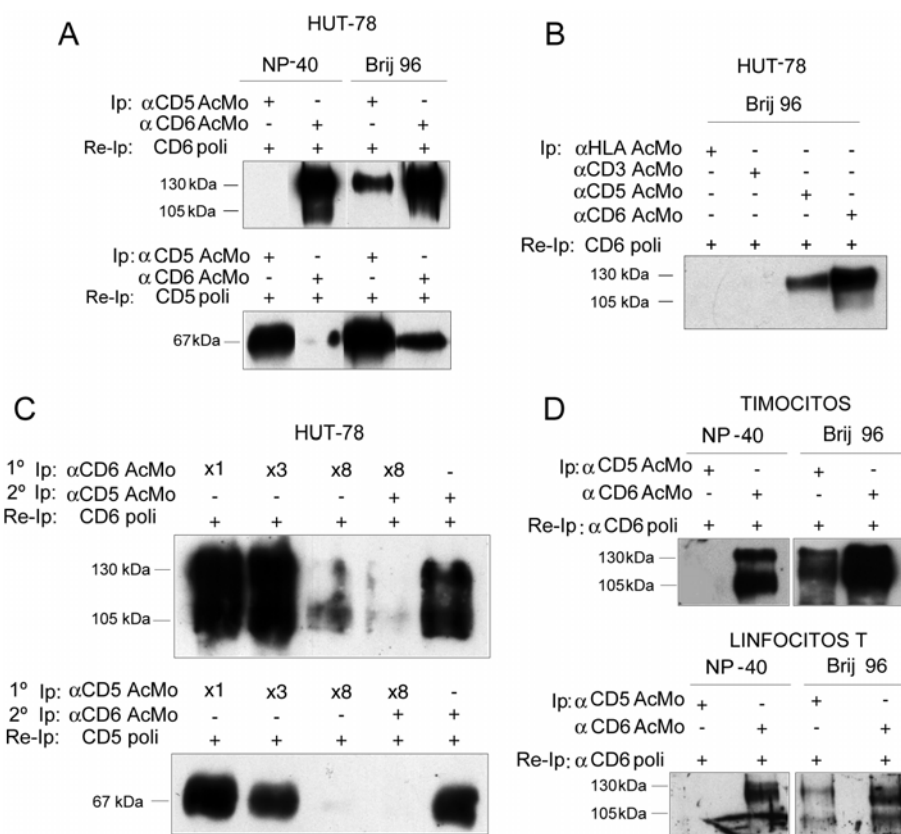 A
HUT-78
NP-40 Brij 96
Ip: αCD5 AcMo + - + -
α CD6 AcMo - + - +
Re-Ip: CD6 poli + + + +
130 kDa
105 kDa
Ip: α CD5 AcMo + - + -
α CD6 AcMo - + - +
Re-Ip: CD5 poli + + + +
67kDa
B
HUT-78
Brij 96
Ip: αHLA AcMo + - - -
αCD3 AcMo - + - -
αCD5 AcMo - - + -
αCD6 AcMo - - - +
Re-Ip: CD6 poli + + + +
130 kDa
105 kDa
C
HUT-78
1º Ip: αCD6 AcMo x1 x3 x8 x8 -
2º Ip: αCD5 AcMo - - - + +
Re-Ip: CD6 poli + + + + +
130 kDa
105 kDa
1º Ip: αCD5 AcMo x1 x3 x8 x8 -
2º Ip: αCD6 AcMo - - - + +
Re-Ip: CD5 poli + + + + +
67 kDa
D
TIMOCITOS
NP-40 Brij 96
Ip: α CD5 AcMo + - + -
α CD6 AcMo - + - +
Re-Ip: α CD6 poli + + + +
130kDa
105kDa
LINFOCITOS T
NP-40 Brij 96
Ip: α CD5 AcMo + - + -
α CD6 AcMo - + - +
Re-Ip: α CD6 poli + + + +
130kDa
105kDa